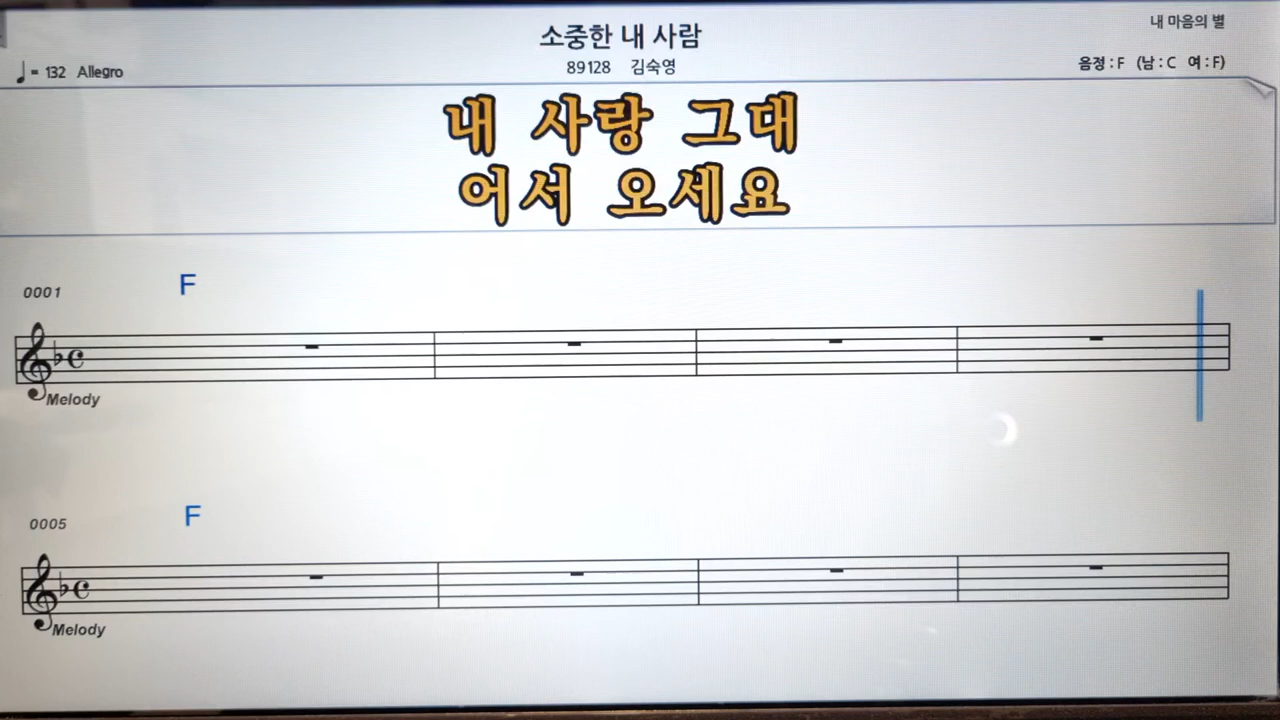 소중한 내 사람
내 마음의 별
♩= 132 Allegro
89128 김숙영
음정 : F (남 : C 여 : F)
내 사랑 그대
어서 오세요
0001 F
Melody
0005 F
Melody